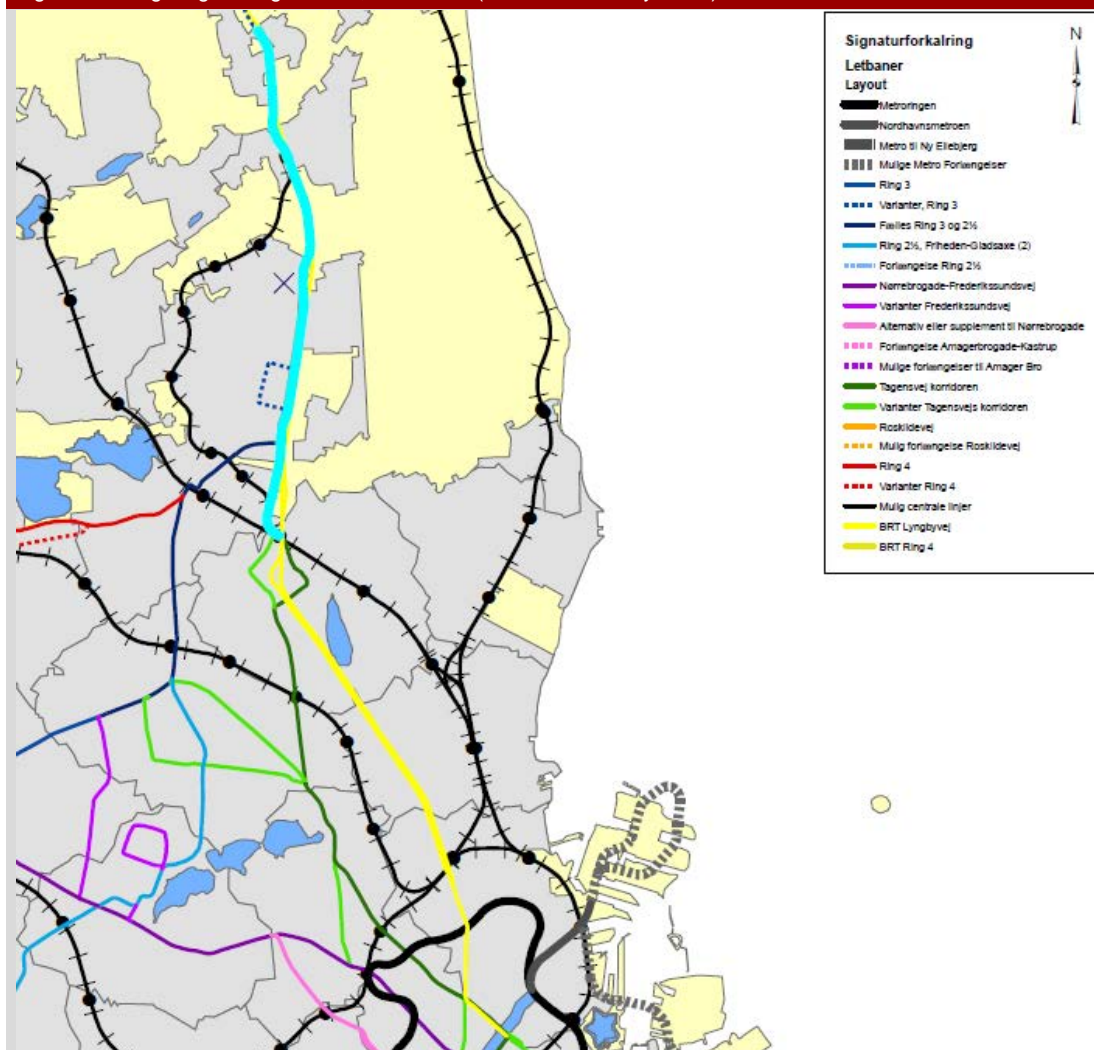 Signaturforkalring
N
Letbaner
Layout
Metroringen
Nordhavnsmetroen
Metro til Ny Ellebjerg
Mulige Metro Forlængelser
Ring 3
Varianter, Ring 3
Fælles Ring 3 og 2½
Ring 2½, Friheden-Gladsaxe (2)
Forlængelse Ring 2½
Nørrebrogade-Frederikssundsvej
Varianter Frederikssundsvej
Alternativ eller supplement til Nørrebrogade
Forlængelse Amagerbrogade-Kastrup
Mulige forlængelser til Amager Bro
Tagensvej korridoren
Varianter Tagensvejs korridoren
Roskildevej
Mulig forlængelse Roskildevej
Ring 4
Varianter Ring 4
Mulig centrale linjer
BRT Lyngbyvej
BRT Ring 4